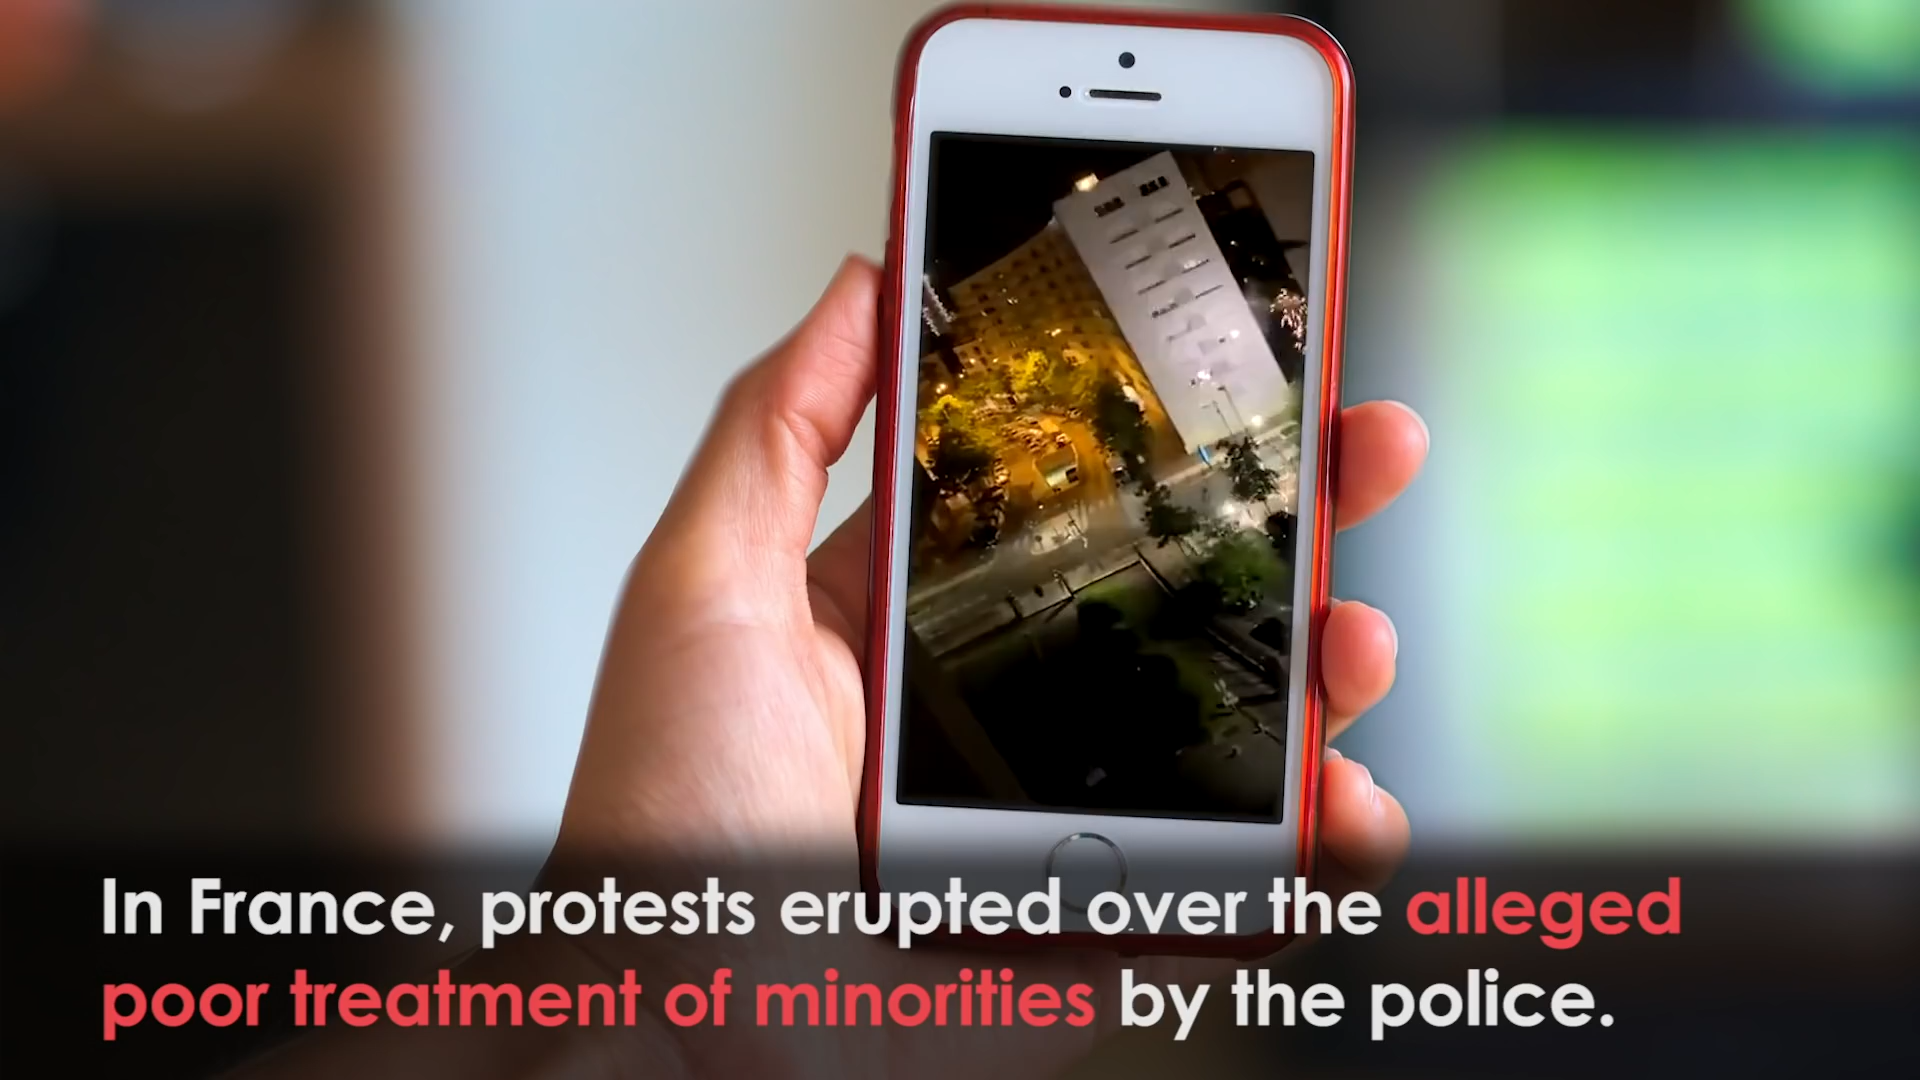 In France, protests erupted over the alleged
poor treatment of minorities by the police.